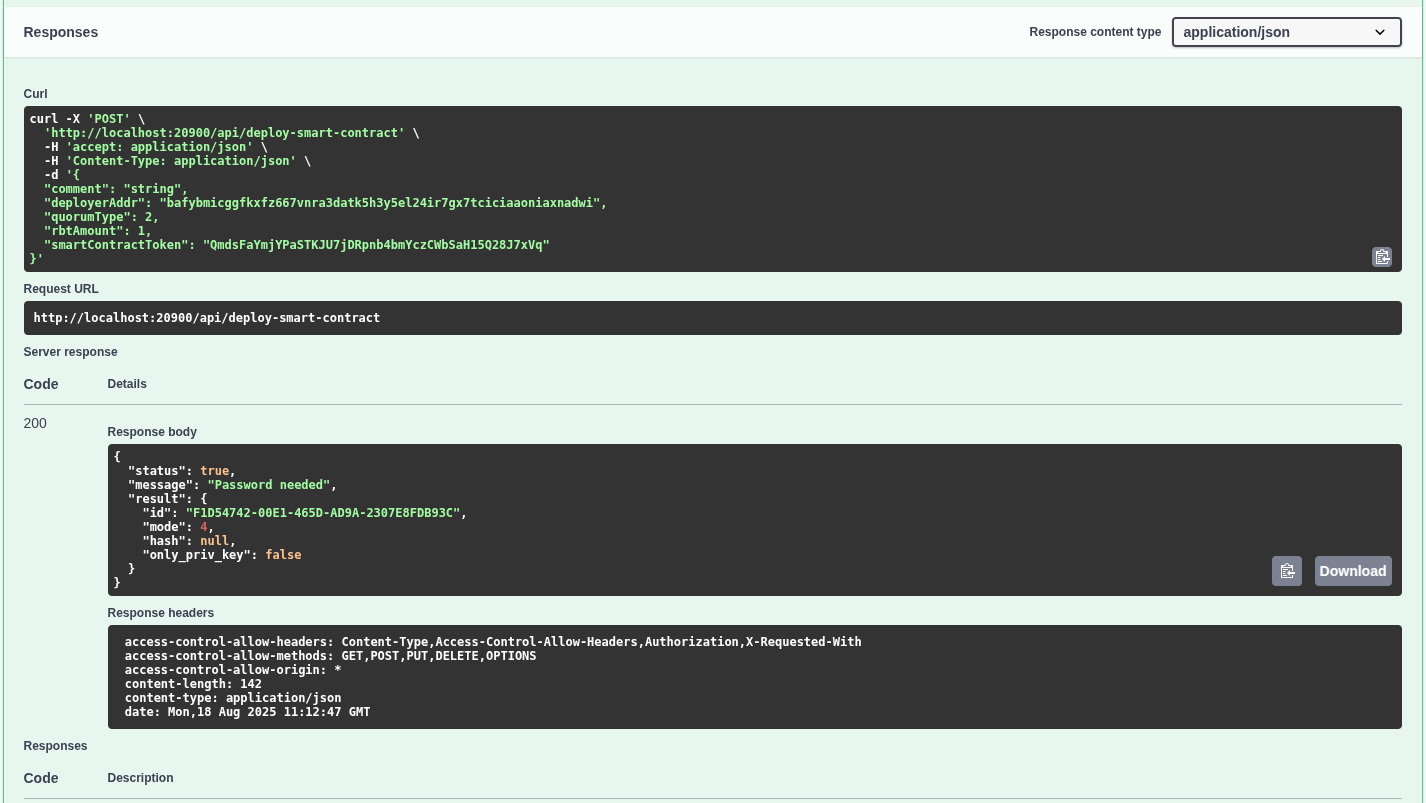 Responses
Response content type
application/json
Curl
curl -X 'POST' \
  'http://localhost:20900/api/deploy-smart-contract' \
  -H 'accept: application/json' \
  -H 'Content-Type: application/json' \
  -d '{
  "comment": "string",
  "deployerAddr": "bafybmicggfkxfz667vnra3datk5h3y5el24ir7gx7tciciaaoniaxnadwi",
  "quorumType": 2,
  "rbtAmount": 1,
  "smartContractToken": "QmdsFaYmjYPaSTKJU7jDRpnb4bmYczCWbSaH15Q28J7xVq"
}'
Request URL
http://localhost:20900/api/deploy-smart-contract
Server response
Code Details
200
Response body
{
  "status": true,
  "message": "Password needed",
  "result": {
    "id": "F1D54742-00E1-465D-AD9A-2307E8FDB93C",
    "mode": 4,
    "hash": null,
    "only_priv_key": false
  }
}
Download
Response headers
access-control-allow-headers: Content-Type,Access-Control-Allow-Headers,Authorization,X-Requested-With
access-control-allow-methods: GET,POST,PUT,DELETE,OPTIONS
access-control-allow-origin: *
content-length: 142
content-type: application/json
date: Mon,18 Aug 2025 11:12:47 GMT
Responses
Code Description